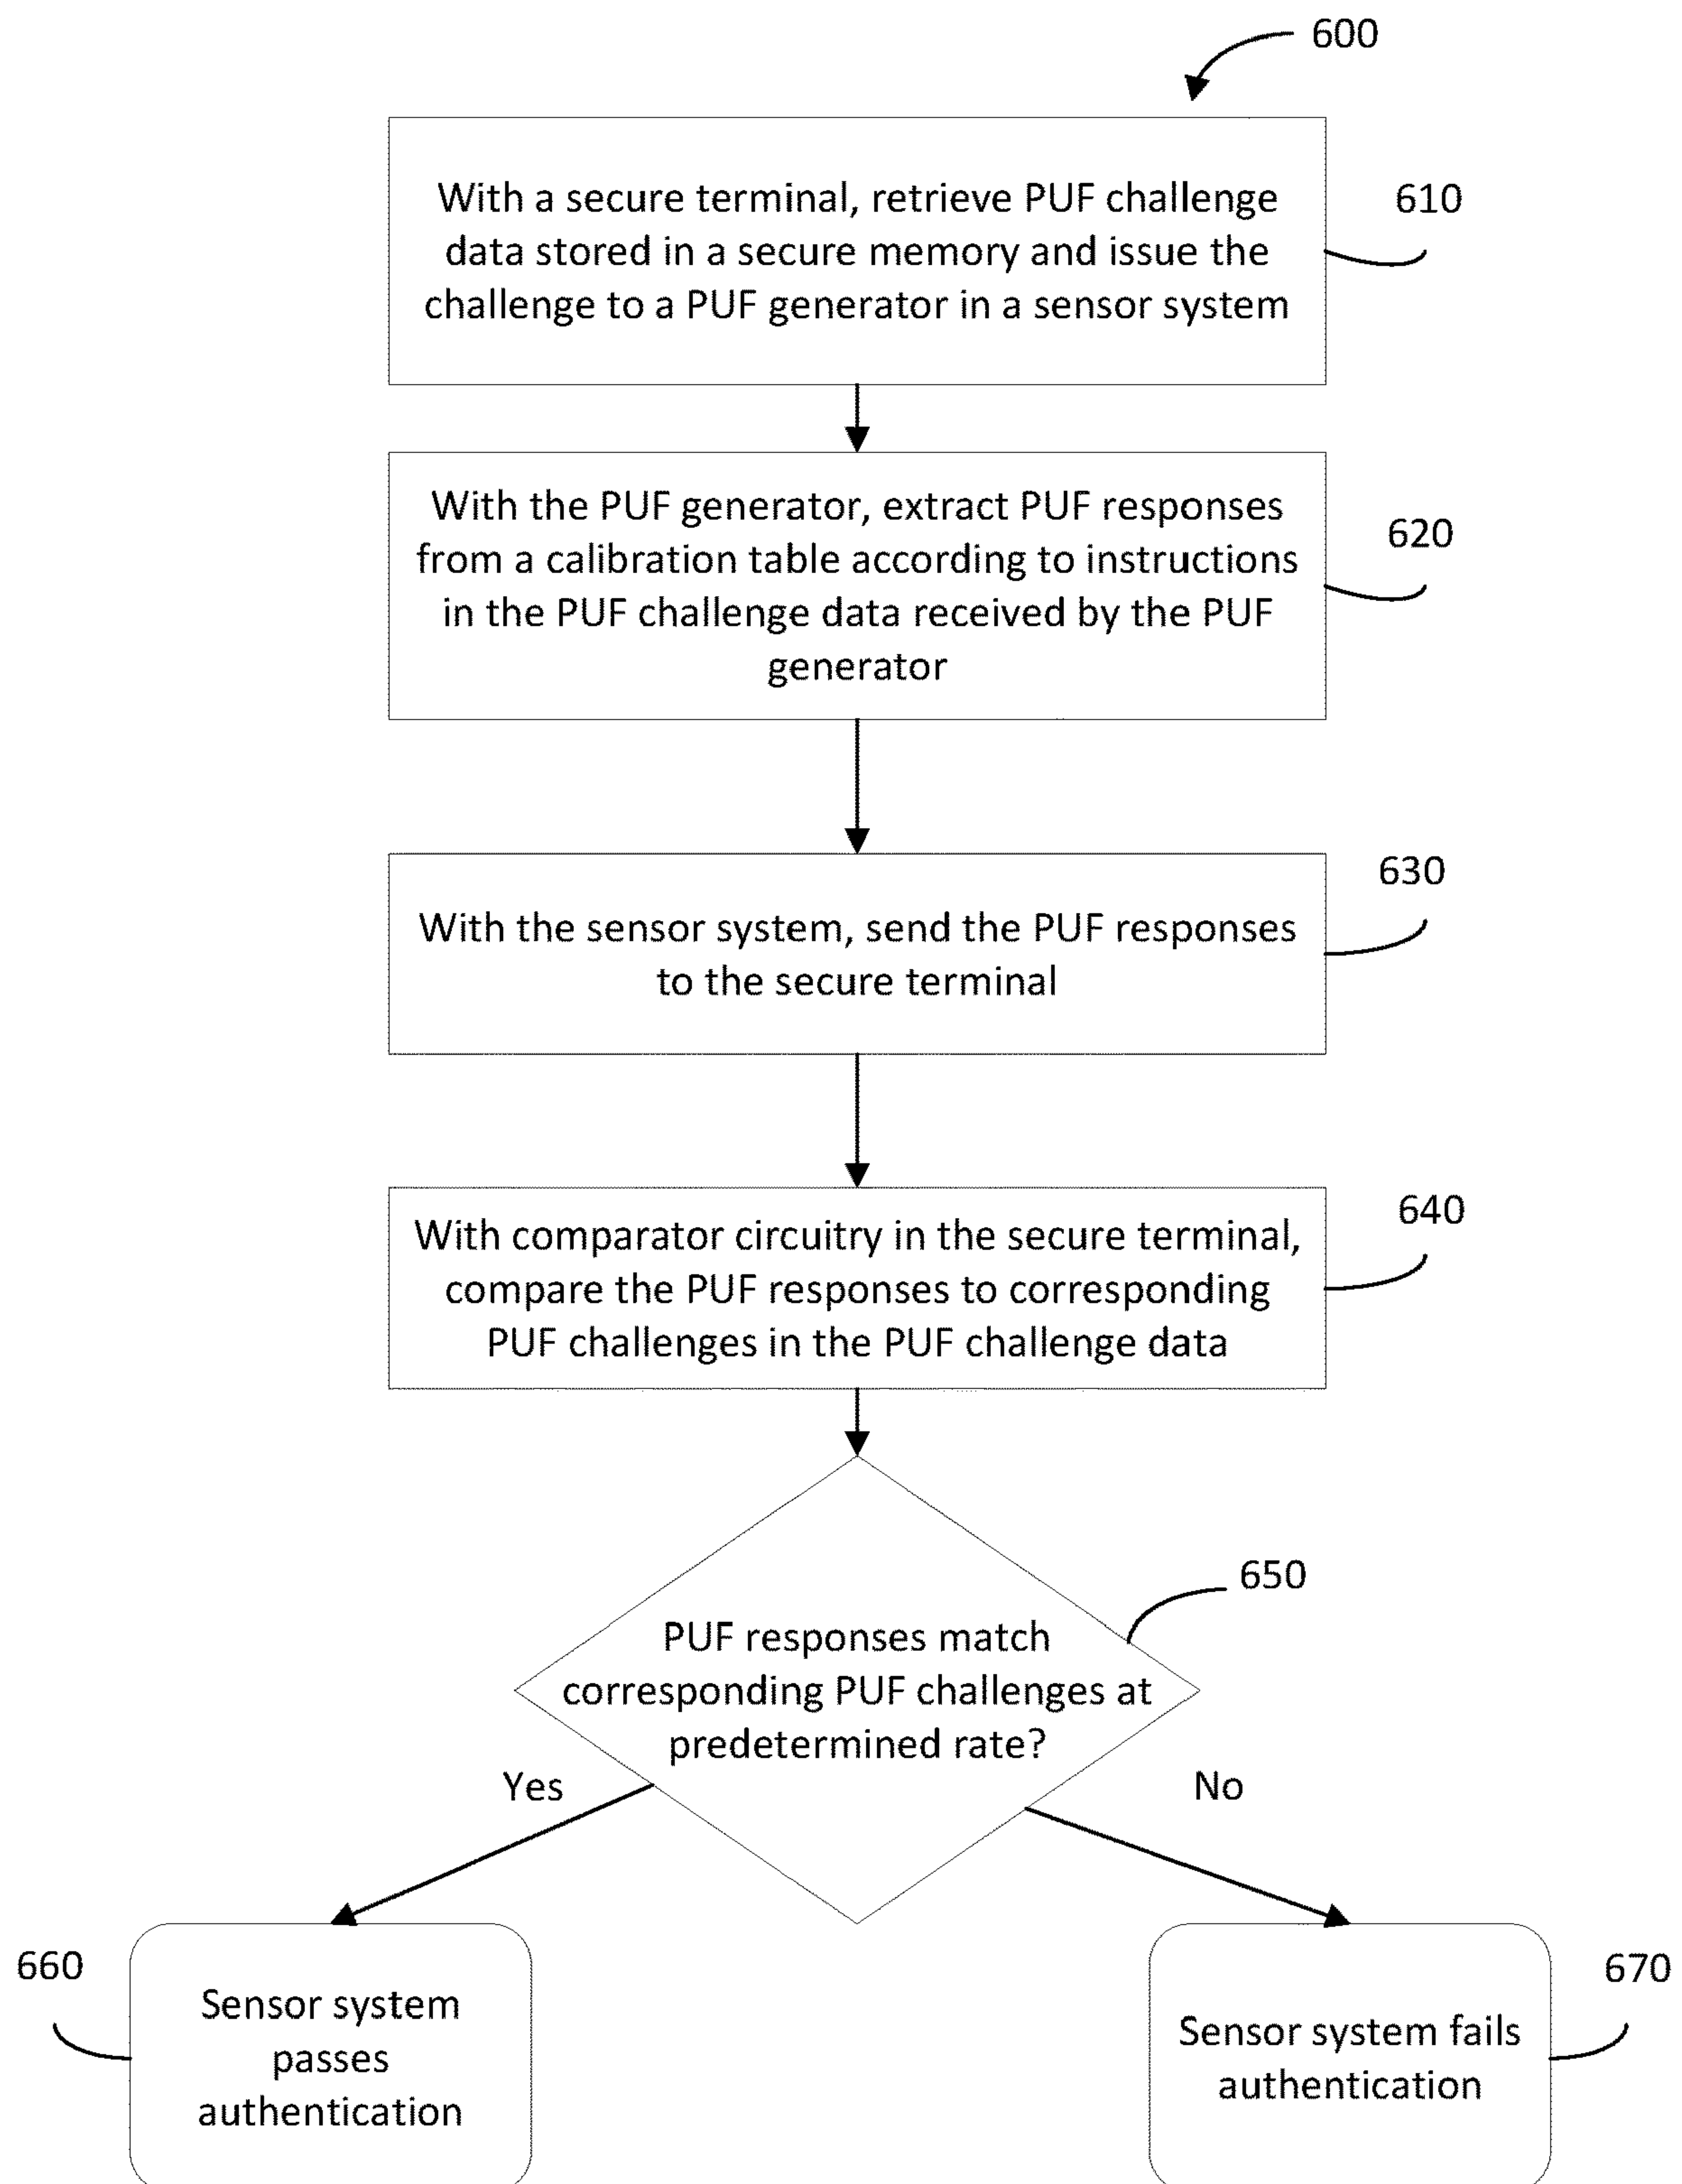 600
With a secure terminal, retrieve PUF challenge
data stored in a secure memory and issue the
challenge to a PUF generator in a sensor system
610
With the PUF generator, extract PUF responses
from a calibration table according to instructions
in the PUF challenge data received by the PUF
generator
620
With the sensor system, send the PUF responses
to the secure terminal
630
With comparator circuitry in the secure terminal,
compare the PUF responses to corresponding
PUF challenges in the PUF challenge data
640
PUF responses match
corresponding PUF challenges at
predetermined rate?
650
Yes
No
660
Sensor system
passes
authentication
Sensor system fails
authentication
670